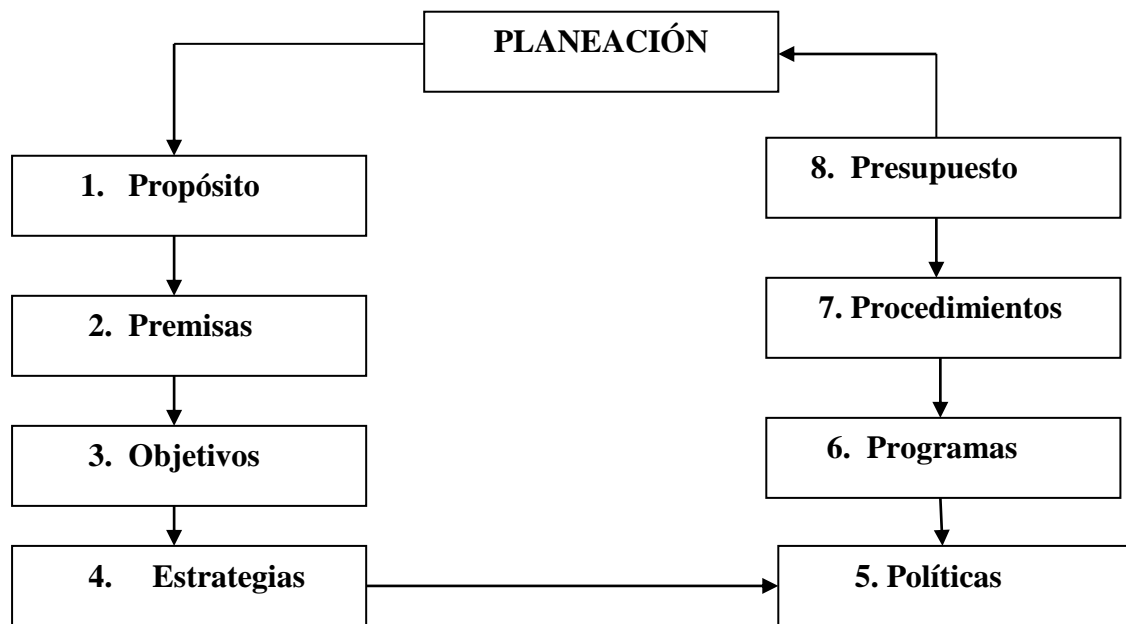 PLANEACIÓN
1. Propósito
2. Premisas
3. Objetivos
4. Estrategias
8. Presupuesto
7. Procedimientos
6. Programas
5. Políticas